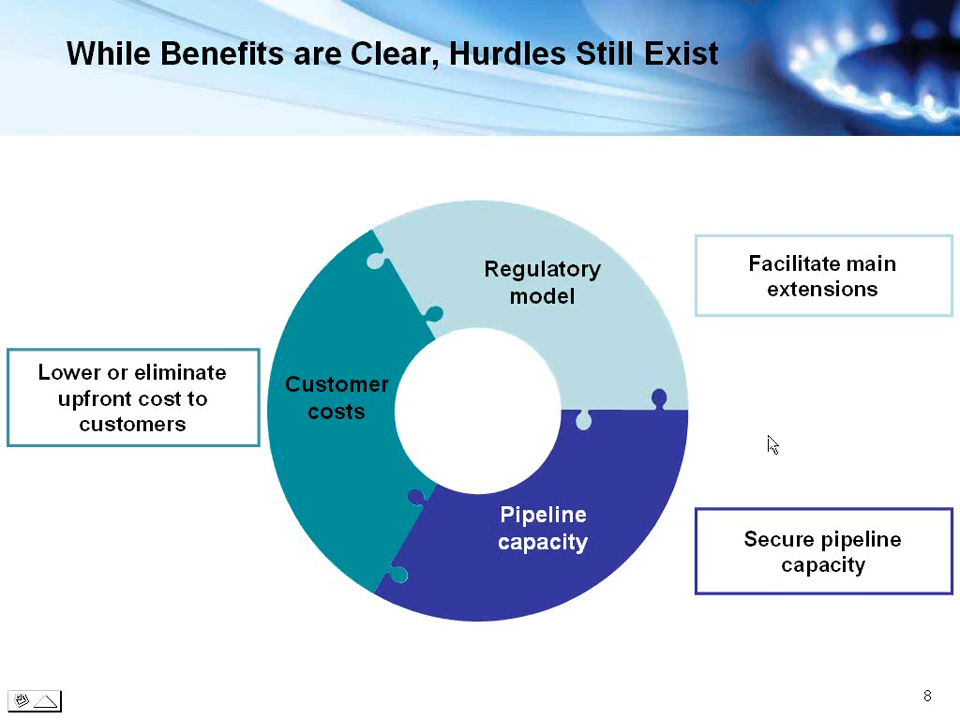 While Benefits are Clear, Hurdles Still Exist
Regulatory
model
Facilitate main
extensions
Lower or eliminate
upfront cost to
customers
Customer
costs
Pipeline
capacity
Secure pipeline
capacity
8